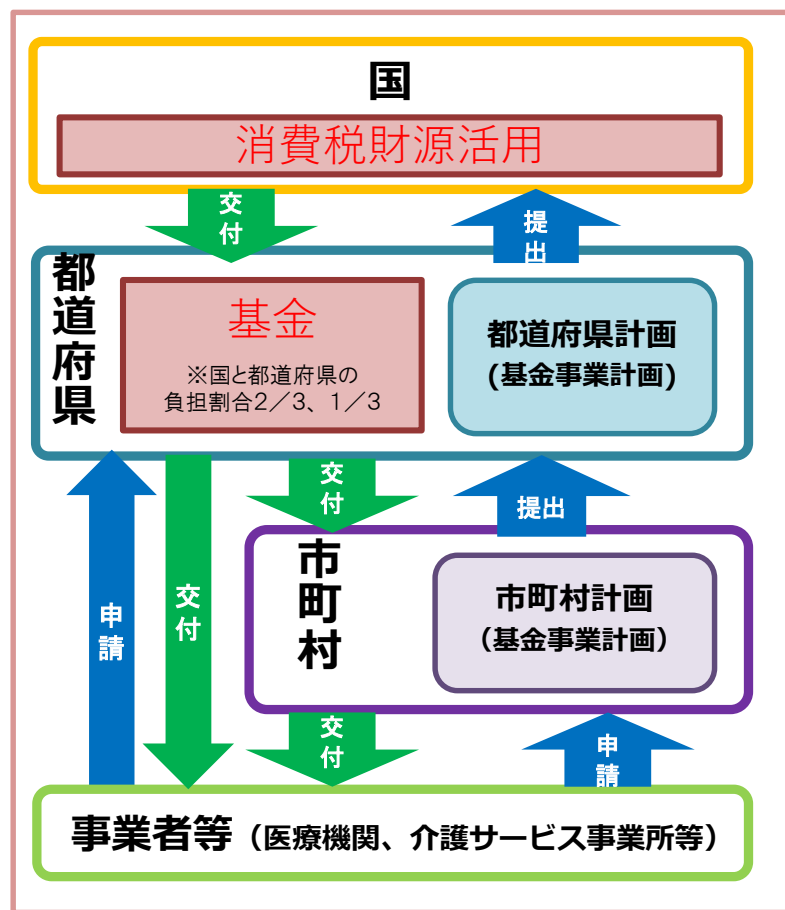 国
消費税財源活用
交付
提出
都道府県
基金
※国と都道府県の
負担割合2／3、1／3
都道府県計画
(基金事業計画)
交付
提出
申請
交付
市町村
市町村計画
（基金事業計画）
交付
申請
事業者等（医療機関、介護サービス事業所等）